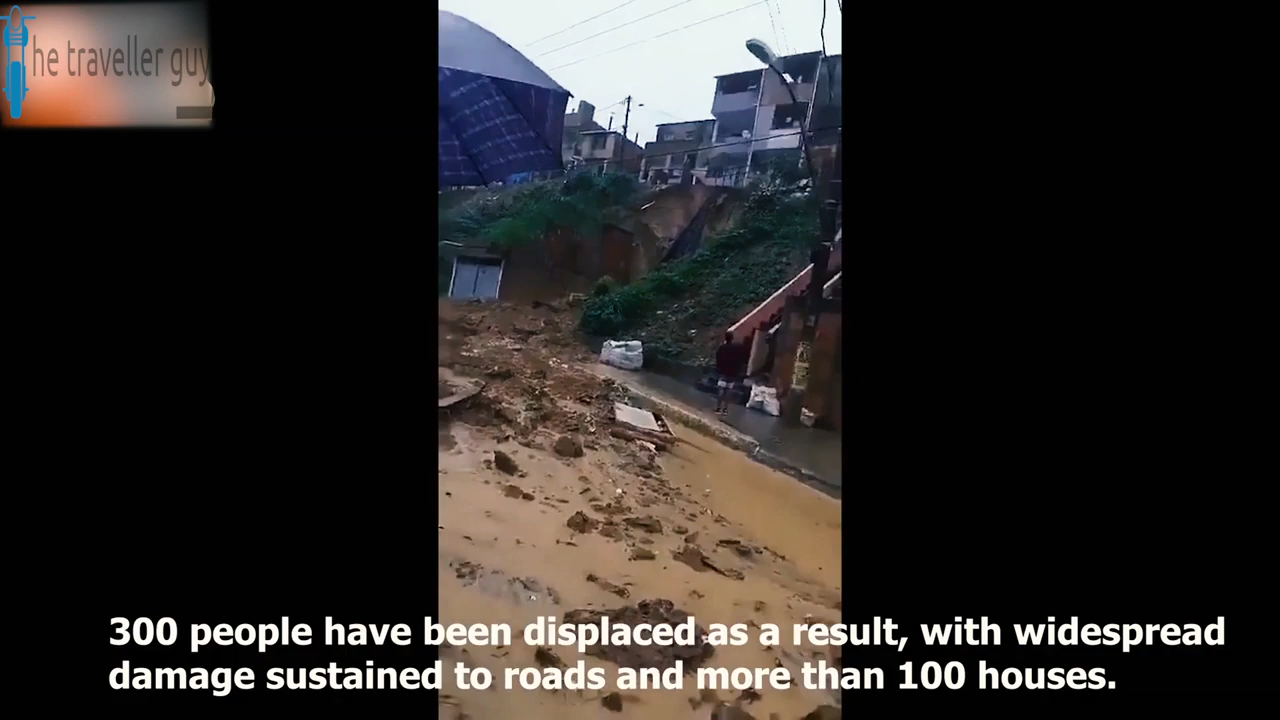 The traveller guy
300 people have been displaced as a result, with widespread
damage sustained to roads and more than 100 houses.